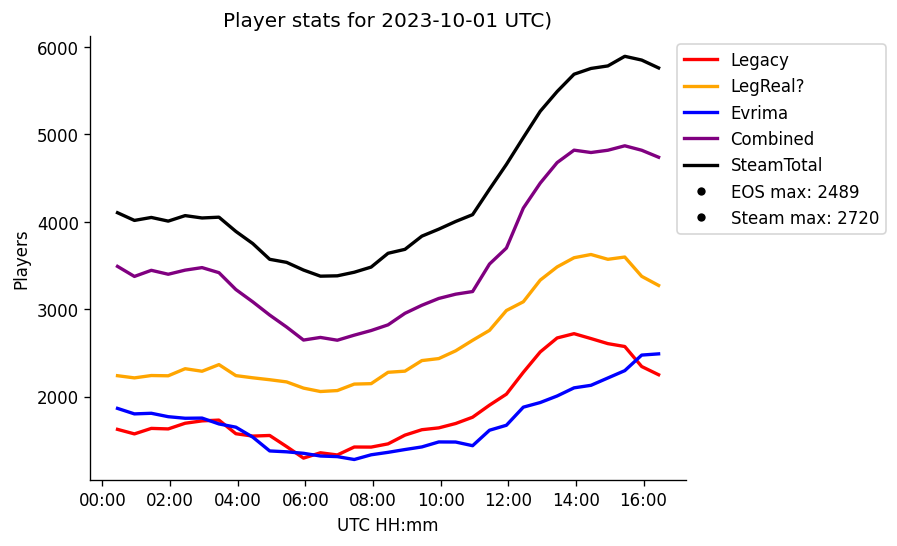 Player stats for 2023-10-01 UTC)
6000
5000
4000
3000
2000
Players
00:00 02:00 04:00 06:00 08:00 10:00 12:00 14:00 16:00
UTC HH:mm
Legacy
LegReal?
Evrima
Combined
SteamTotal
EOS max: 2489
Steam max: 2720